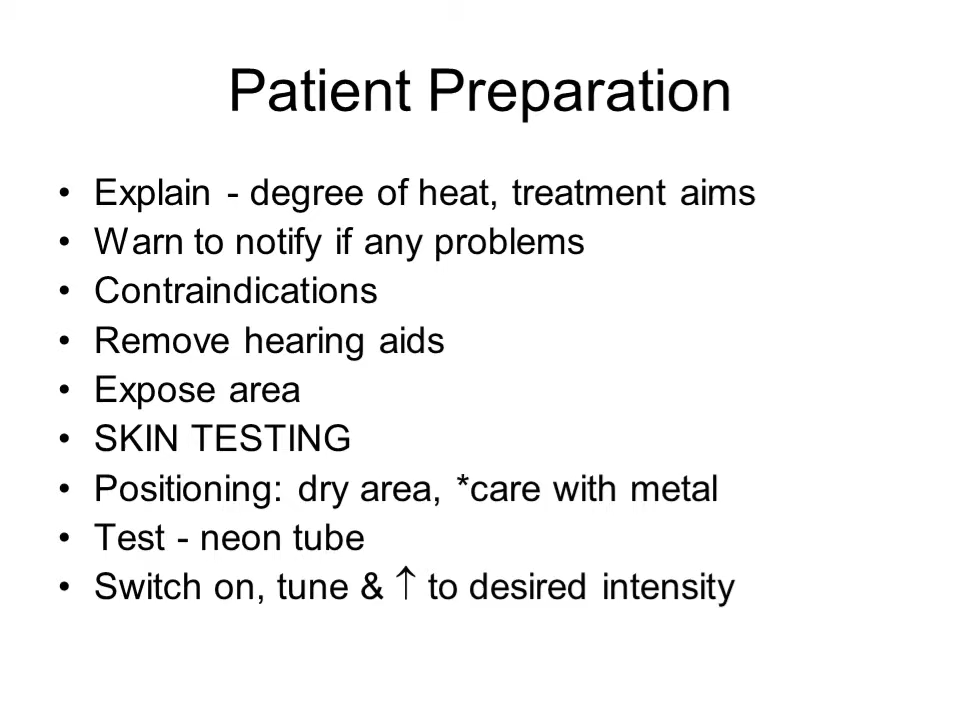 Patient Preparation
• Explain - degree of heat, treatment aims
• Warn to notify if any problems
• Contraindications
• Remove hearing aids
• Expose area
• SKIN TESTING
• Positioning: dry area, *care with metal
• Test - neon tube
• Switch on, tune & ↑ to desired intensity